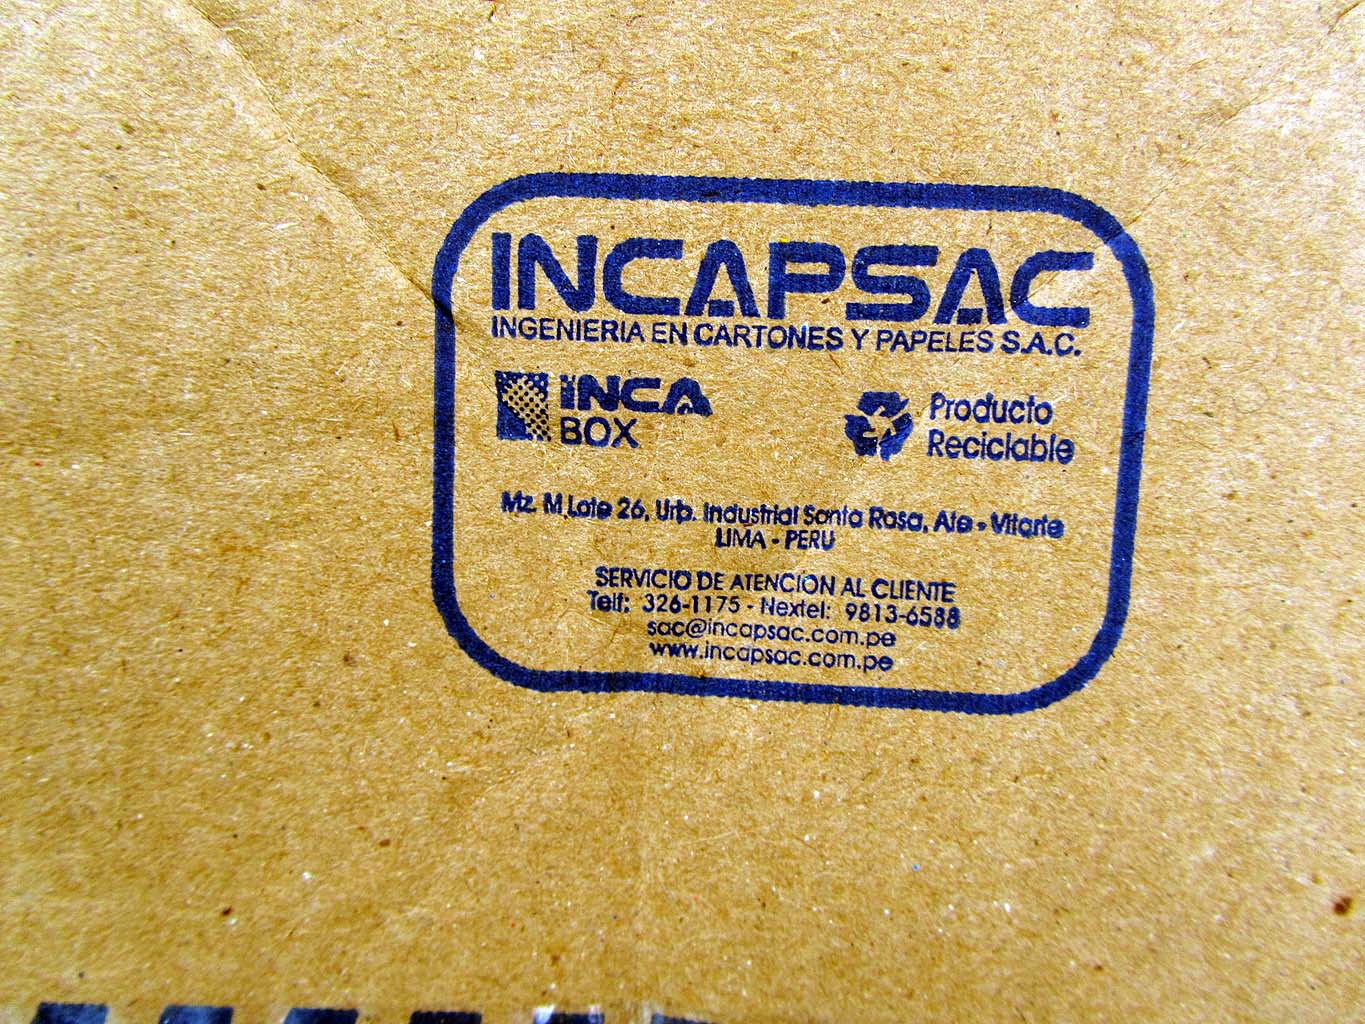 INCAPSAC
INGENIERIA EN CARTONES Y PAPELES S.A.C.
INCA
BOX
Producto
Reciclable
Mz. M Lote 26, Urb. Industrial Santa Rosa, Ate - Vitarte
LIMA - PERU
SERVICIO DE ATENCION AL CLIENTE
Telf: 326-1175 - Nextel: 9813-6588
sac@incapsac.com.pe
www.incapsac.com.pe